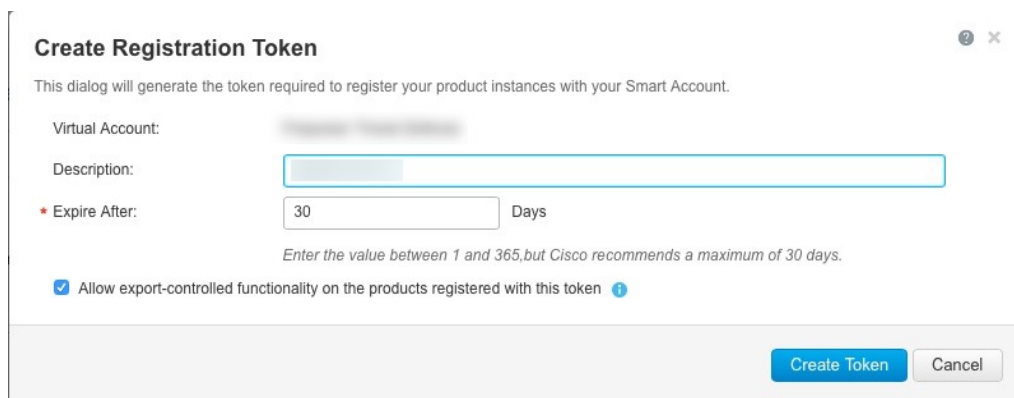 Create Registration Token
This dialog will generate the token required to register your product instances with your Smart Account.
Virtual Account:
Description:
* Expire After: 30 Days
Enter the value between 1 and 365,but Cisco recommends a maximum of 30 days.
Allow export-controlled functionality on the products registered with this token
Create Token Cancel